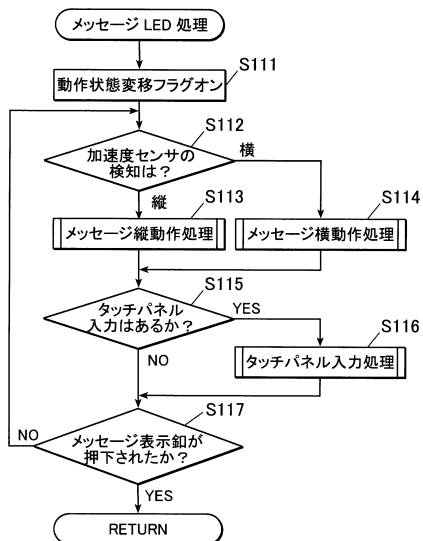 メッセージ LED 処理
S111
動作状態変移フラグオン
S112
加速度センサの
検知は？
横
縦
S113
S114
メッセージ縦動作処理
メッセージ横動作処理
S115
タッチパネル
入力はあるか？
YES
S116
NO
タッチパネル入力処理
S117
NO
メッセージ表示釦が
押下されたか？
YES
RETURN